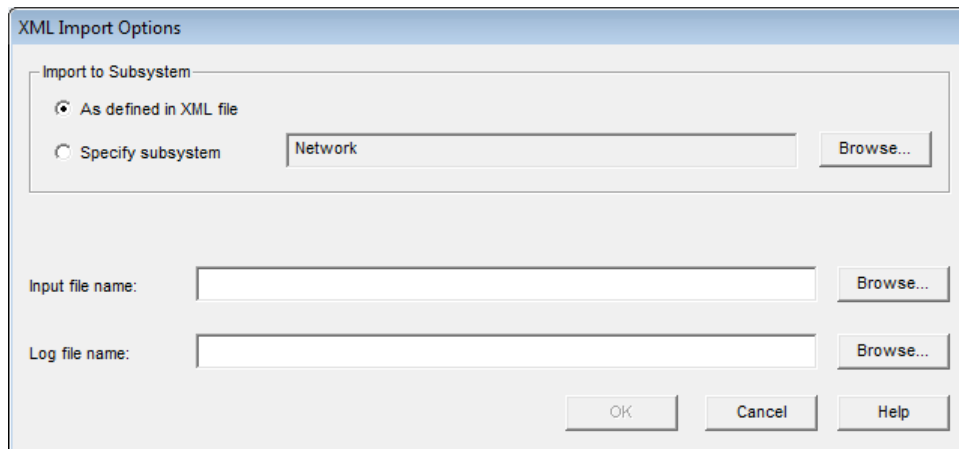 XML Import Options
Import to Subsystem
As defined in XML file
Specify subsystem Network Browse...
Input file name: Browse...
Log file name: Browse...
OK Cancel Help